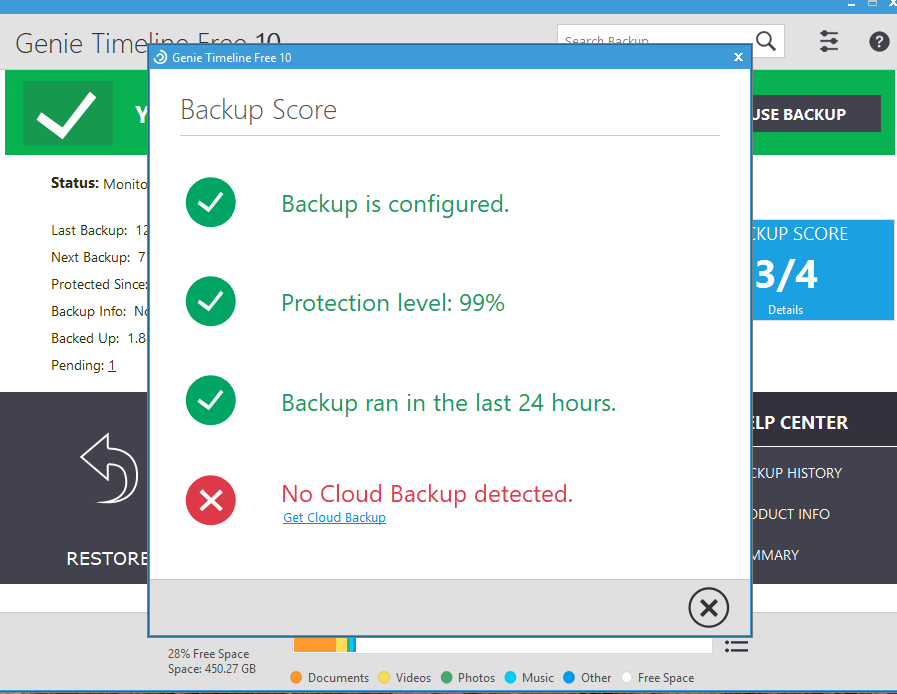 Genie Timeline Free 10
Search Backup
Genie Timeline Free 10
Backup Score
USE BACKUP
Backup is configured.
Protection level: 99%
Backup ran in the last 24 hours.
No Cloud Backup detected.
Get Cloud Backup
Status: Monito
Last Backup: 12
Next Backup: 7
Protected Since:
Backup Info: No
Backed Up: 1.8
Pending: 1
CKUP SCORE
3/4
Details
RESTORE
ELP CENTER
CKUP HISTORY
ODUCT INFO
MMARY
28% Free Space
Space: 450.27 GB
Documents Videos Photos Music Other Free Space